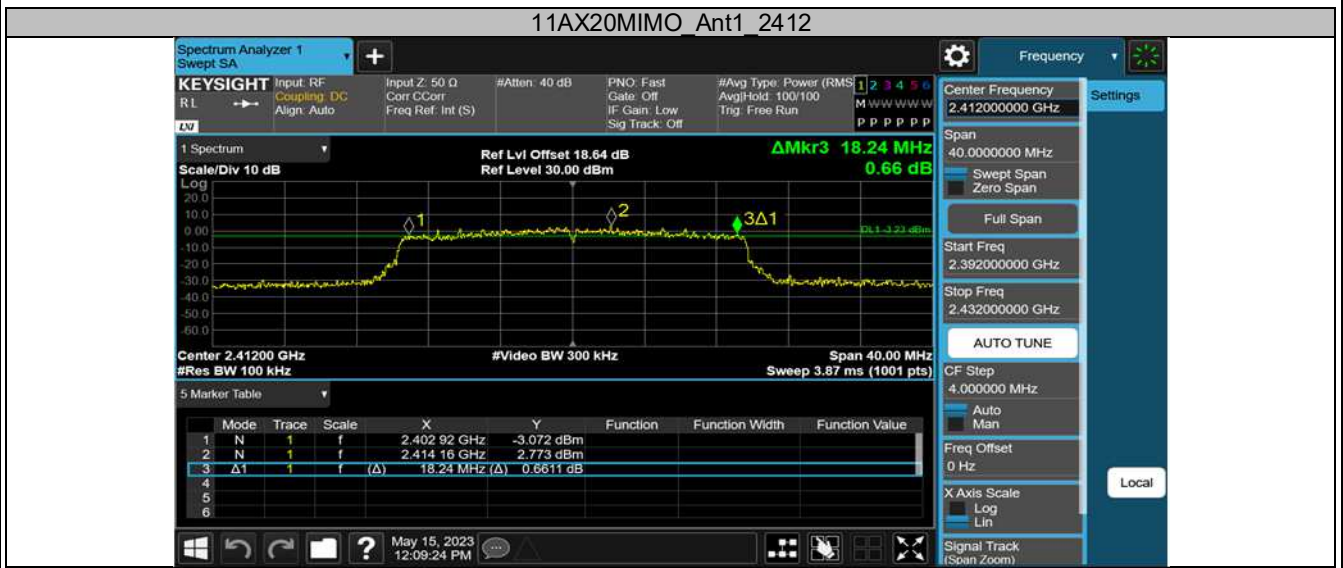 11AX20MIMO_Ant1_2412
Spectrum Analyzer 1
Swept SA
+
Frequency
KEYSIGHT
RL
LXI
Input: RF
Coupling: DC
Align: Auto
Input Z: 50 Ω
Corr CCorr
Freq Ref: Int (S)
#Atten: 40 dB
PNO: Fast
Gate: Off
IF Gain: Low
Sig Track: Off
#Avg Type: Power (RMS
Avg|Hold: 100/100
Trig: Free Run
1 2 3 4 5 6
M W W W W W
P P P P P P
1 Spectrum
Scale/Div 10 dB
Log
Ref Lvl Offset 18.64 dB
Ref Level 30.00 dBm
ΔMkr3 18.24 MHz
0.66 dB
20.0
10.0
0.00
-10.0
-20.0
-30.0
-40.0
-50.0
-60.0
1
2
3Δ1
DL1 -3.23 dBm
Center 2.41200 GHz
#Video BW 300 kHz
Span 40.00 MHz
#Res BW 100 kHz
Sweep 3.87 ms (1001 pts)
5 Marker Table
Mode Trace Scale X Y Function Function Width Function Value
1 N 1 f 2.402 92 GHz -3.072 dBm
2 N 1 f 2.414 16 GHz 2.773 dBm
3 Δ1 1 f (Δ) 18.24 MHz (Δ) 0.6611 dB
4
5
6
?
May 15, 2023
12:09:24 PM
Center Frequency
2.412000000 GHz
Settings
Span
40.0000000 MHz
Swept Span
Zero Span
Full Span
Start Freq
2.392000000 GHz
Stop Freq
2.432000000 GHz
AUTO TUNE
CF Step
4.000000 MHz
Auto
Man
Freq Offset
0 Hz
X Axis Scale
Log
Lin
Signal Track
(Span Zoom)
Local